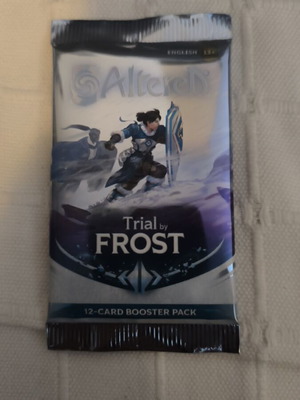 ENGLISH
Altered
Trial by
FROST
12-CARD BOOSTER PACK